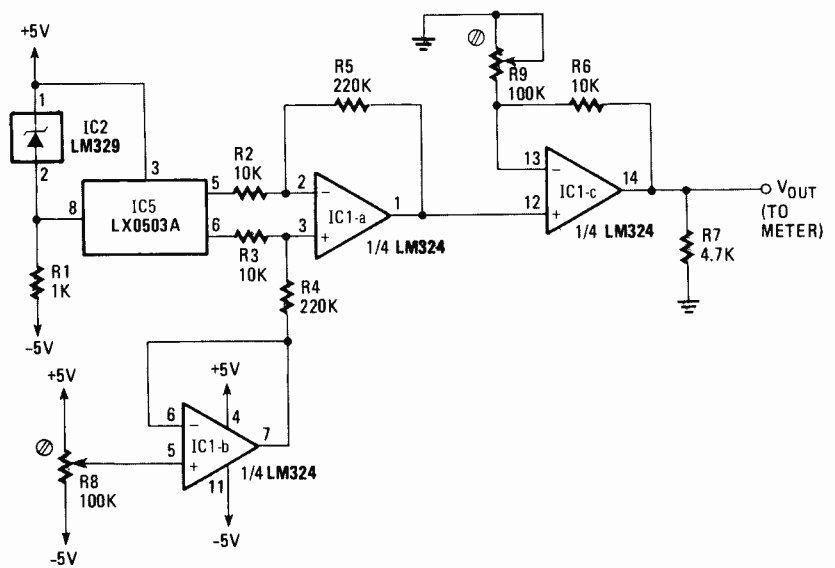 +5V
1
IC2
LM329
2
3
8
IC5
LX0503A
5
6
R1
1K
-5V
R2
10K
R3
10K
R5
220K
2
-
3
+
IC1-a
1
1/4 LM324
R4
220K
+5V
6
-
5
+
IC1-b
4
7
11
1/4 LM324
-5V
+5V
R8
100K
-5V
R9
100K
R6
10K
13
-
12
+
IC1-c
14
1/4 LM324
VOUT
(TO
METER)
R7
4.7K